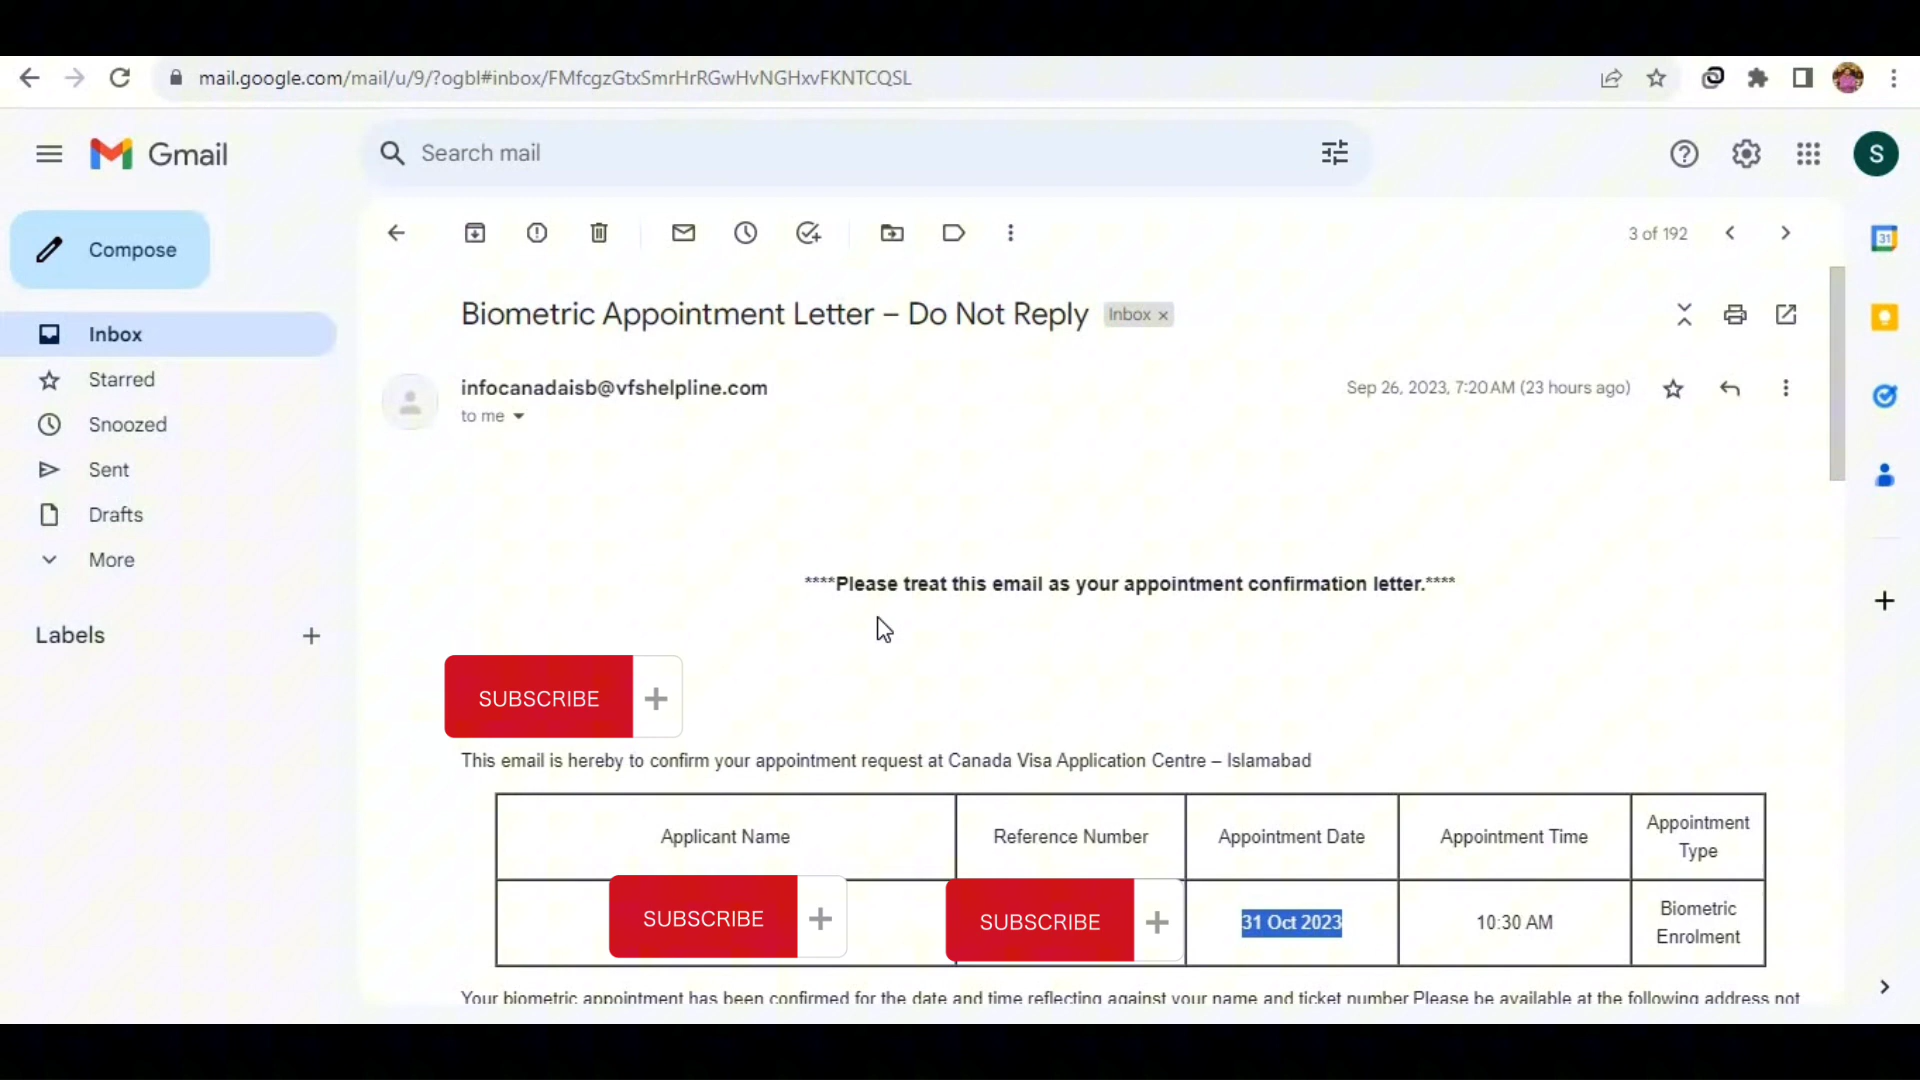 mail.google.com/mail/u/9/?ogbl#inbox/FMfcgzGtxSmrHrRGwHvNGHxvFKNTCQSL
Gmail
Search mail
S
Compose
3 of 192
31
Inbox
Starred
Snoozed
Sent
Drafts
More
Labels
Biometric Appointment Letter – Do Not Reply
Inbox x
infocanadaisb@vfshelpline.com
Sep 26, 2023, 7:20 AM (23 hours ago)
to me
****Please treat this email as your appointment confirmation letter.****
SUBSCRIBE
This email is hereby to confirm your appointment request at Canada Visa Application Centre – Islamabad
Applicant Name
Reference Number
Appointment Date
Appointment Time
Appointment
Type
SUBSCRIBE
SUBSCRIBE
31 Oct 2023
10:30 AM
Biometric
Enrolment
Your biometric appointment has been confirmed for the date and time reflecting against your name and ticket number Please be available at the following address not